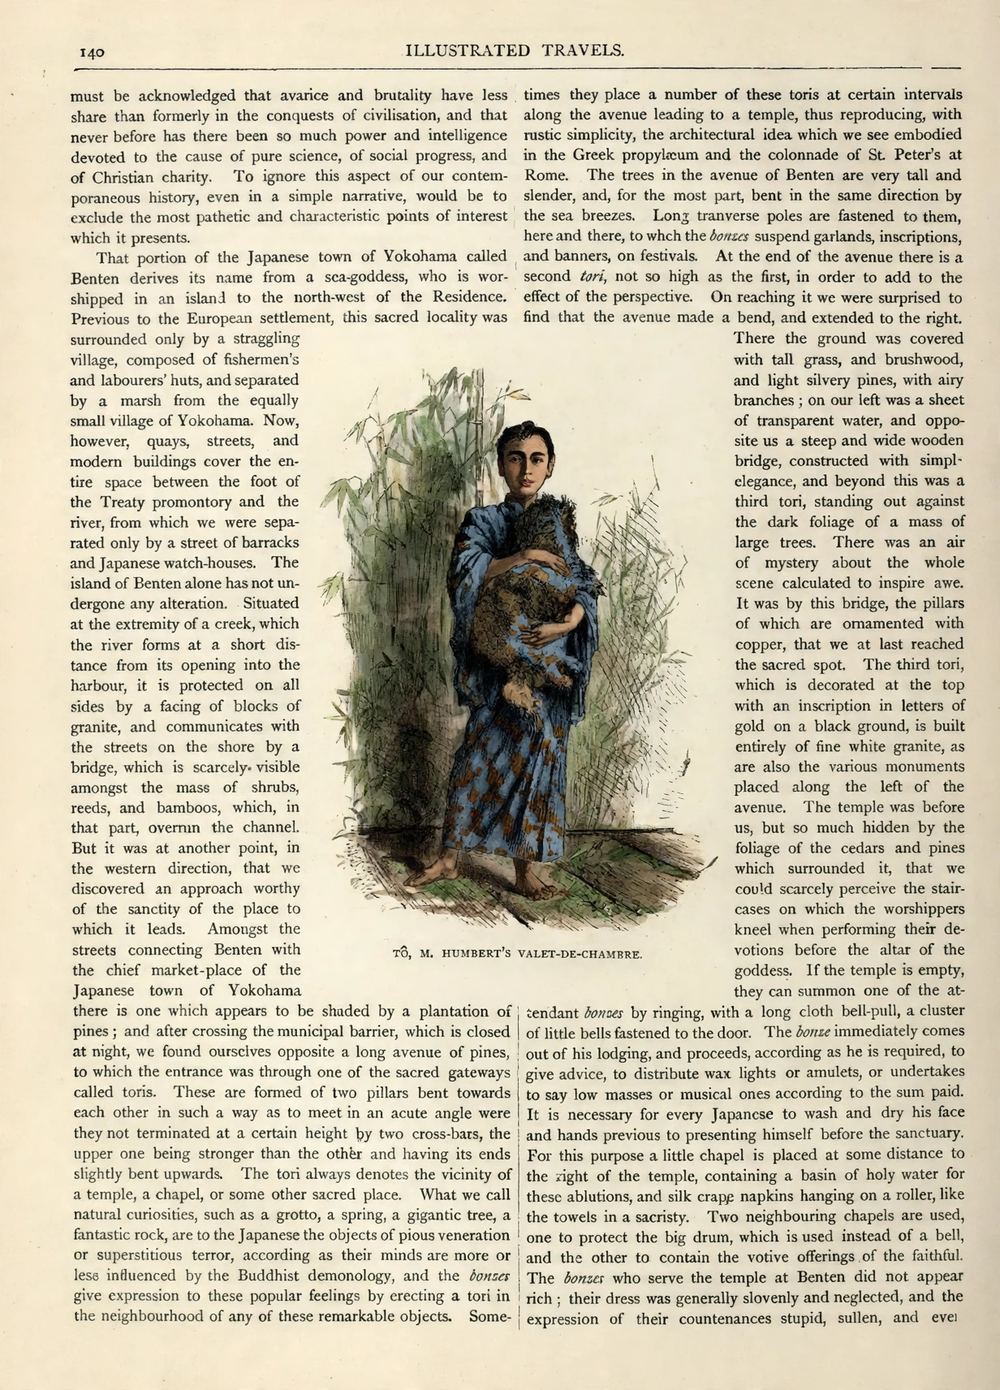 140
ILLUSTRATED TRAVELS.
must be acknowledged that avarice and brutality have less
share than formerly in the conquests of civilisation, and that
never before has there been so much power and intelligence
devoted to the cause of pure science, of social progress, and
of Christian charity. To ignore this aspect of our contem-
poraneous history, even in a simple narrative, would be to
exclude the most pathetic and characteristic points of interest
which it presents.
That portion of the Japanese town of Yokohama called
Benten derives its name from a sea-goddess, who is wor-
shipped in an island to the north-west of the Residence.
Previous to the European settlement, this sacred locality was
surrounded only by a straggling
village, composed of fishermen's
and labourers' huts, and separated
by a marsh from the equally
small village of Yokohama. Now,
however, quays, streets, and
modern buildings cover the en-
tire space between the foot of
the Treaty promontory and the
river, from which we were sepa-
rated only by a street of barracks
and Japanese watch-houses. The
island of Benten alone has not un-
dergone any alteration. Situated
at the extremity of a creek, which
the river forms at a short dis-
tance from its opening into the
harbour, it is protected on all
sides by a facing of blocks of
granite, and communicates with
the streets on the shore by a
bridge, which is scarcely visible
amongst the mass of shrubs,
reeds, and bamboos, which, in
that part, overrun the channel.
But it was at another point, in
the western direction, that we
discovered an approach worthy
of the sanctity of the place to
which it leads. Amongst the
streets connecting Benten with
the chief market-place of the
Japanese town of Yokohama
there is one which appears to be shaded by a plantation of
pines ; and after crossing the municipal barrier, which is closed
at night, we found ourselves opposite a long avenue of pines,
to which the entrance was through one of the sacred gateways
called toris. These are formed of two pillars bent towards
each other in such a way as to meet in an acute angle were
they not terminated at a certain height by two cross-bars, the
upper one being stronger than the other and having its ends
slightly bent upwards. The tori always denotes the vicinity of
a temple, a chapel, or some other sacred place. What we call
natural curiosities, such as a grotto, a spring, a gigantic tree, a
fantastic rock, are to the Japanese the objects of pious veneration
or superstitious terror, according as their minds are more or
less influenced by the Buddhist demonology, and the bonzes
give expression to these popular feelings by erecting a tori in
the neighbourhood of any of these remarkable objects. Some-
times they place a number of these toris at certain intervals
along the avenue leading to a temple, thus reproducing, with
rustic simplicity, the architectural idea which we see embodied
in the Greek propylæum and the colonnade of St. Peter's at
Rome. The trees in the avenue of Benten are very tall and
slender, and, for the most part, bent in the same direction by
the sea breezes. Long tranverse poles are fastened to them,
here and there, to whch the bonzes suspend garlands, inscriptions,
and banners, on festivals. At the end of the avenue there is a
second tori, not so high as the first, in order to add to the
effect of the perspective. On reaching it we were surprised to
find that the avenue made a bend, and extended to the right.
There the ground was covered
with tall grass, and brushwood,
and light silvery pines, with airy
branches ; on our left was a sheet
of transparent water, and oppo-
site us a steep and wide wooden
bridge, constructed with simpl-
elegance, and beyond this was a
third tori, standing out against
the dark foliage of a mass of
large trees. There was an air
of mystery about the whole
scene calculated to inspire awe.
It was by this bridge, the pillars
of which are ornamented with
copper, that we at last reached
the sacred spot. The third tori,
which is decorated at the top
with an inscription in letters of
gold on a black ground, is built
entirely of fine white granite, as
are also the various monuments
placed along the left of the
avenue. The temple was before
us, but so much hidden by the
foliage of the cedars and pines
which surrounded it, that we
could scarcely perceive the stair-
cases on which the worshippers
kneel when performing their de-
votions before the altar of the
goddess. If the temple is empty,
they can summon one of the at-
tendant bonzes by ringing, with a long cloth bell-pull, a cluster
of little bells fastened to the door. The bonze immediately comes
out of his lodging, and proceeds, according as he is required, to
give advice, to distribute wax lights or amulets, or undertakes
to say low masses or musical ones according to the sum paid.
It is necessary for every Japanese to wash and dry his face
and hands previous to presenting himself before the sanctuary.
For this purpose a little chapel is placed at some distance to
the right of the temple, containing a basin of holy water for
these ablutions, and silk crape napkins hanging on a roller, like
the towels in a sacristy. Two neighbouring chapels are used,
one to protect the big drum, which is used instead of a bell,
and the other to contain the votive offerings of the faithful.
The bonzes who serve the temple at Benten did not appear
rich ; their dress was generally slovenly and neglected, and the
expression of their countenances stupid, sullen, and even
TÔ, M. HUMBERT'S VALET-DE-CHAMBRE.